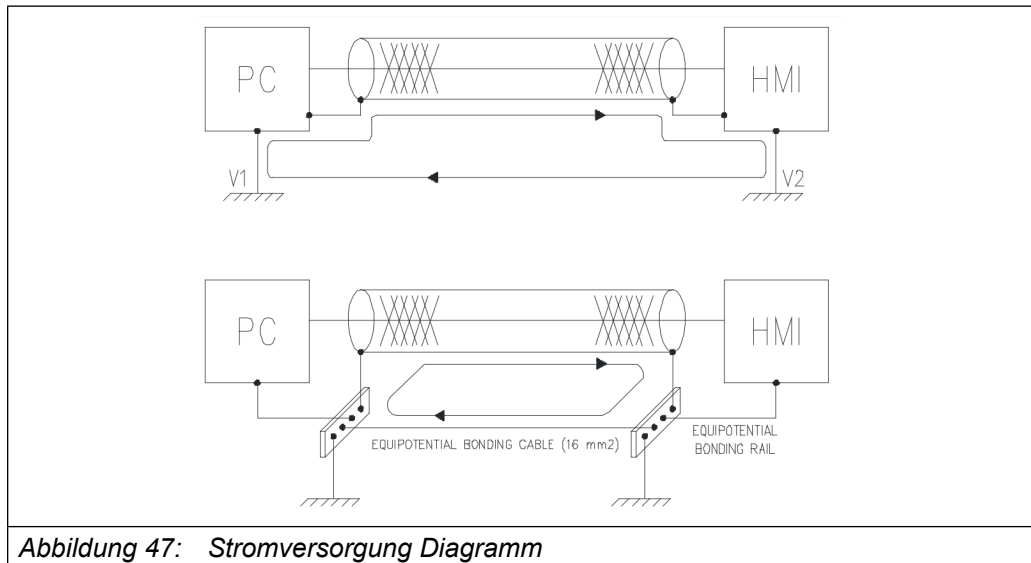 PC
HMI
V1
V2
PC
HMI
EQUIPOTENTIAL BONDING CABLE (16 mm2)
EQUIPOTENTIAL
BONDING RAIL
Abbildung 47: Stromversorgung Diagramm